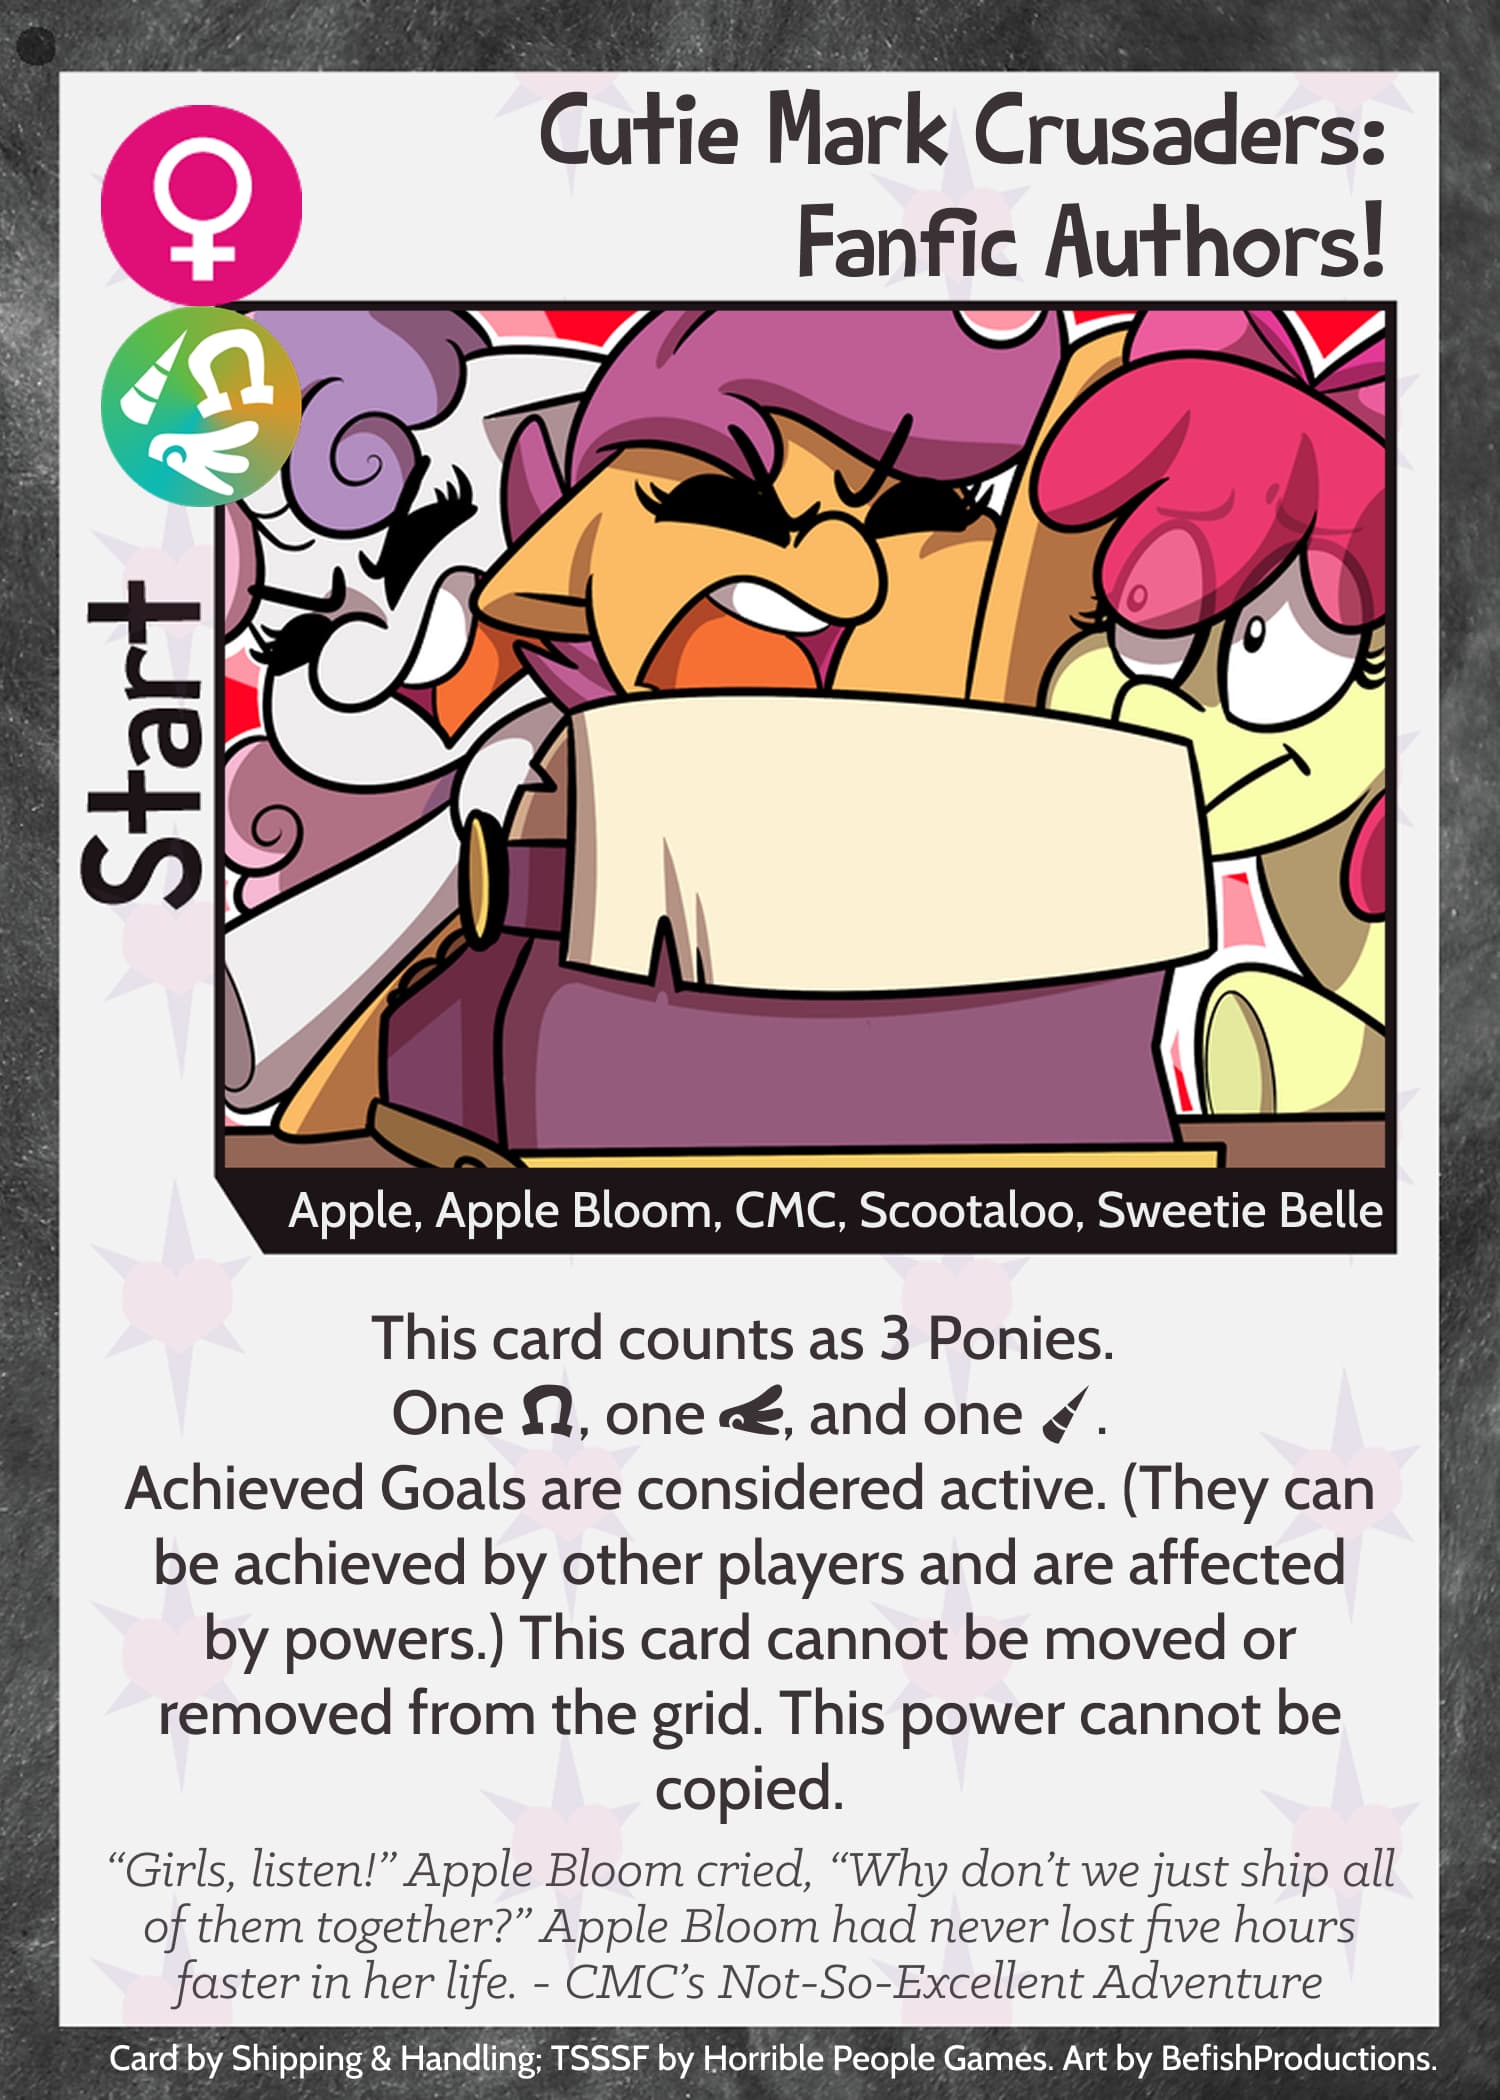 Cutie Mark Crusaders:
Fanfic Authors!
Start
Apple, Apple Bloom, CMC, Scootaloo, Sweetie Belle
This card counts as 3 Ponies.
One , one , and one .
Achieved Goals are considered active. (They can
be achieved by other players and are affected
by powers.) This card cannot be moved or
removed from the grid. This power cannot be
copied.
“Girls, listen!” Apple Bloom cried, “Why don’t we just ship all
of them together?” Apple Bloom had never lost five hours
faster in her life. - CMC’s Not-So-Excellent Adventure
Card by Shipping & Handling; TSSSF by Horrible People Games. Art by BefishProductions.